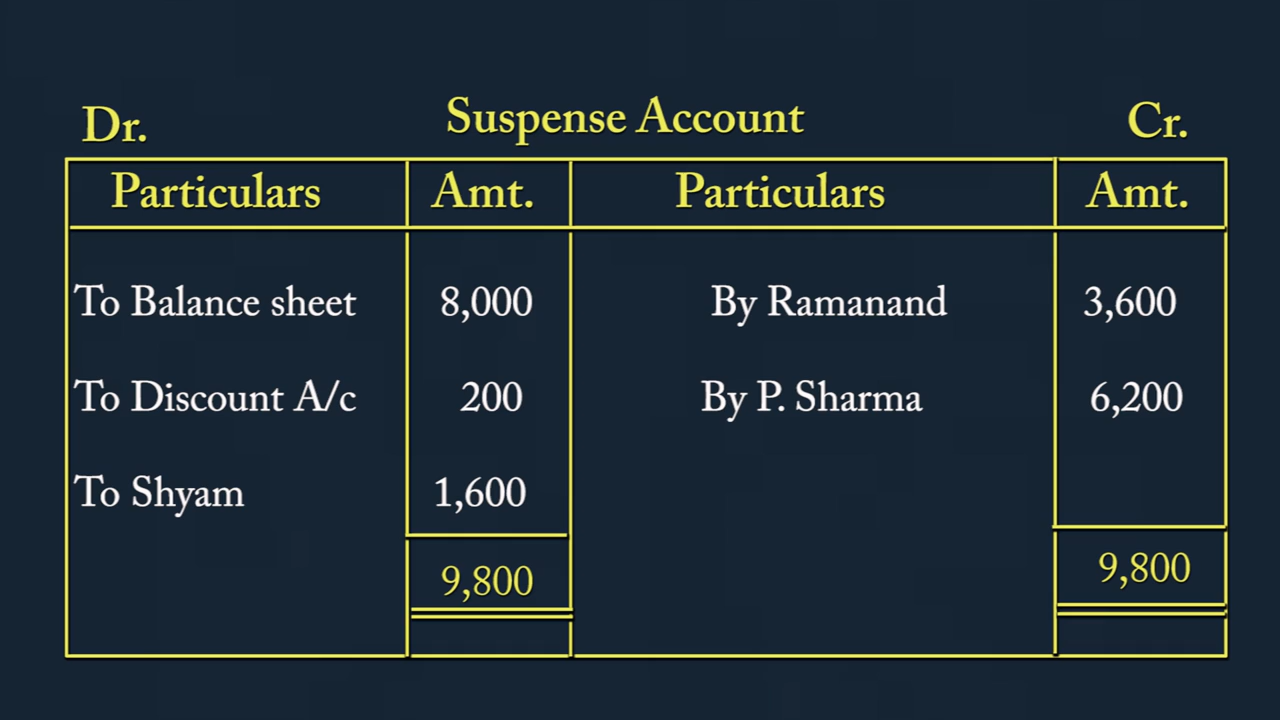 Dr. Suspense Account Cr.
Particulars Amt. Particulars Amt.
To Balance sheet 8,000 By Ramanand 3,600
To Discount A/c 200 By P. Sharma 6,200
To Shyam 1,600
9,800 9,800